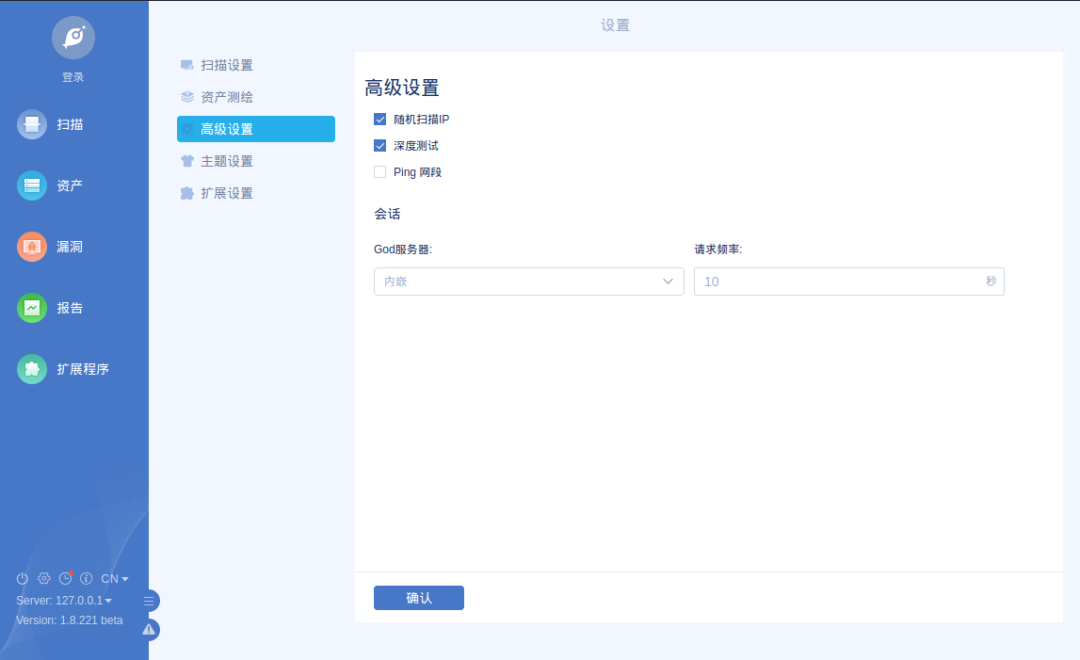 设置
登录
扫描
资产
漏洞
报告
扩展程序
CN
Server: 127.0.0.1
Version: 1.8.221 beta
扫描设置
资产测绘
高级设置
主题设置
扩展设置
高级设置
随机扫描IP
深度测试
Ping 网段
会话
God服务器: 请求频率:
内嵌 10 秒
确认